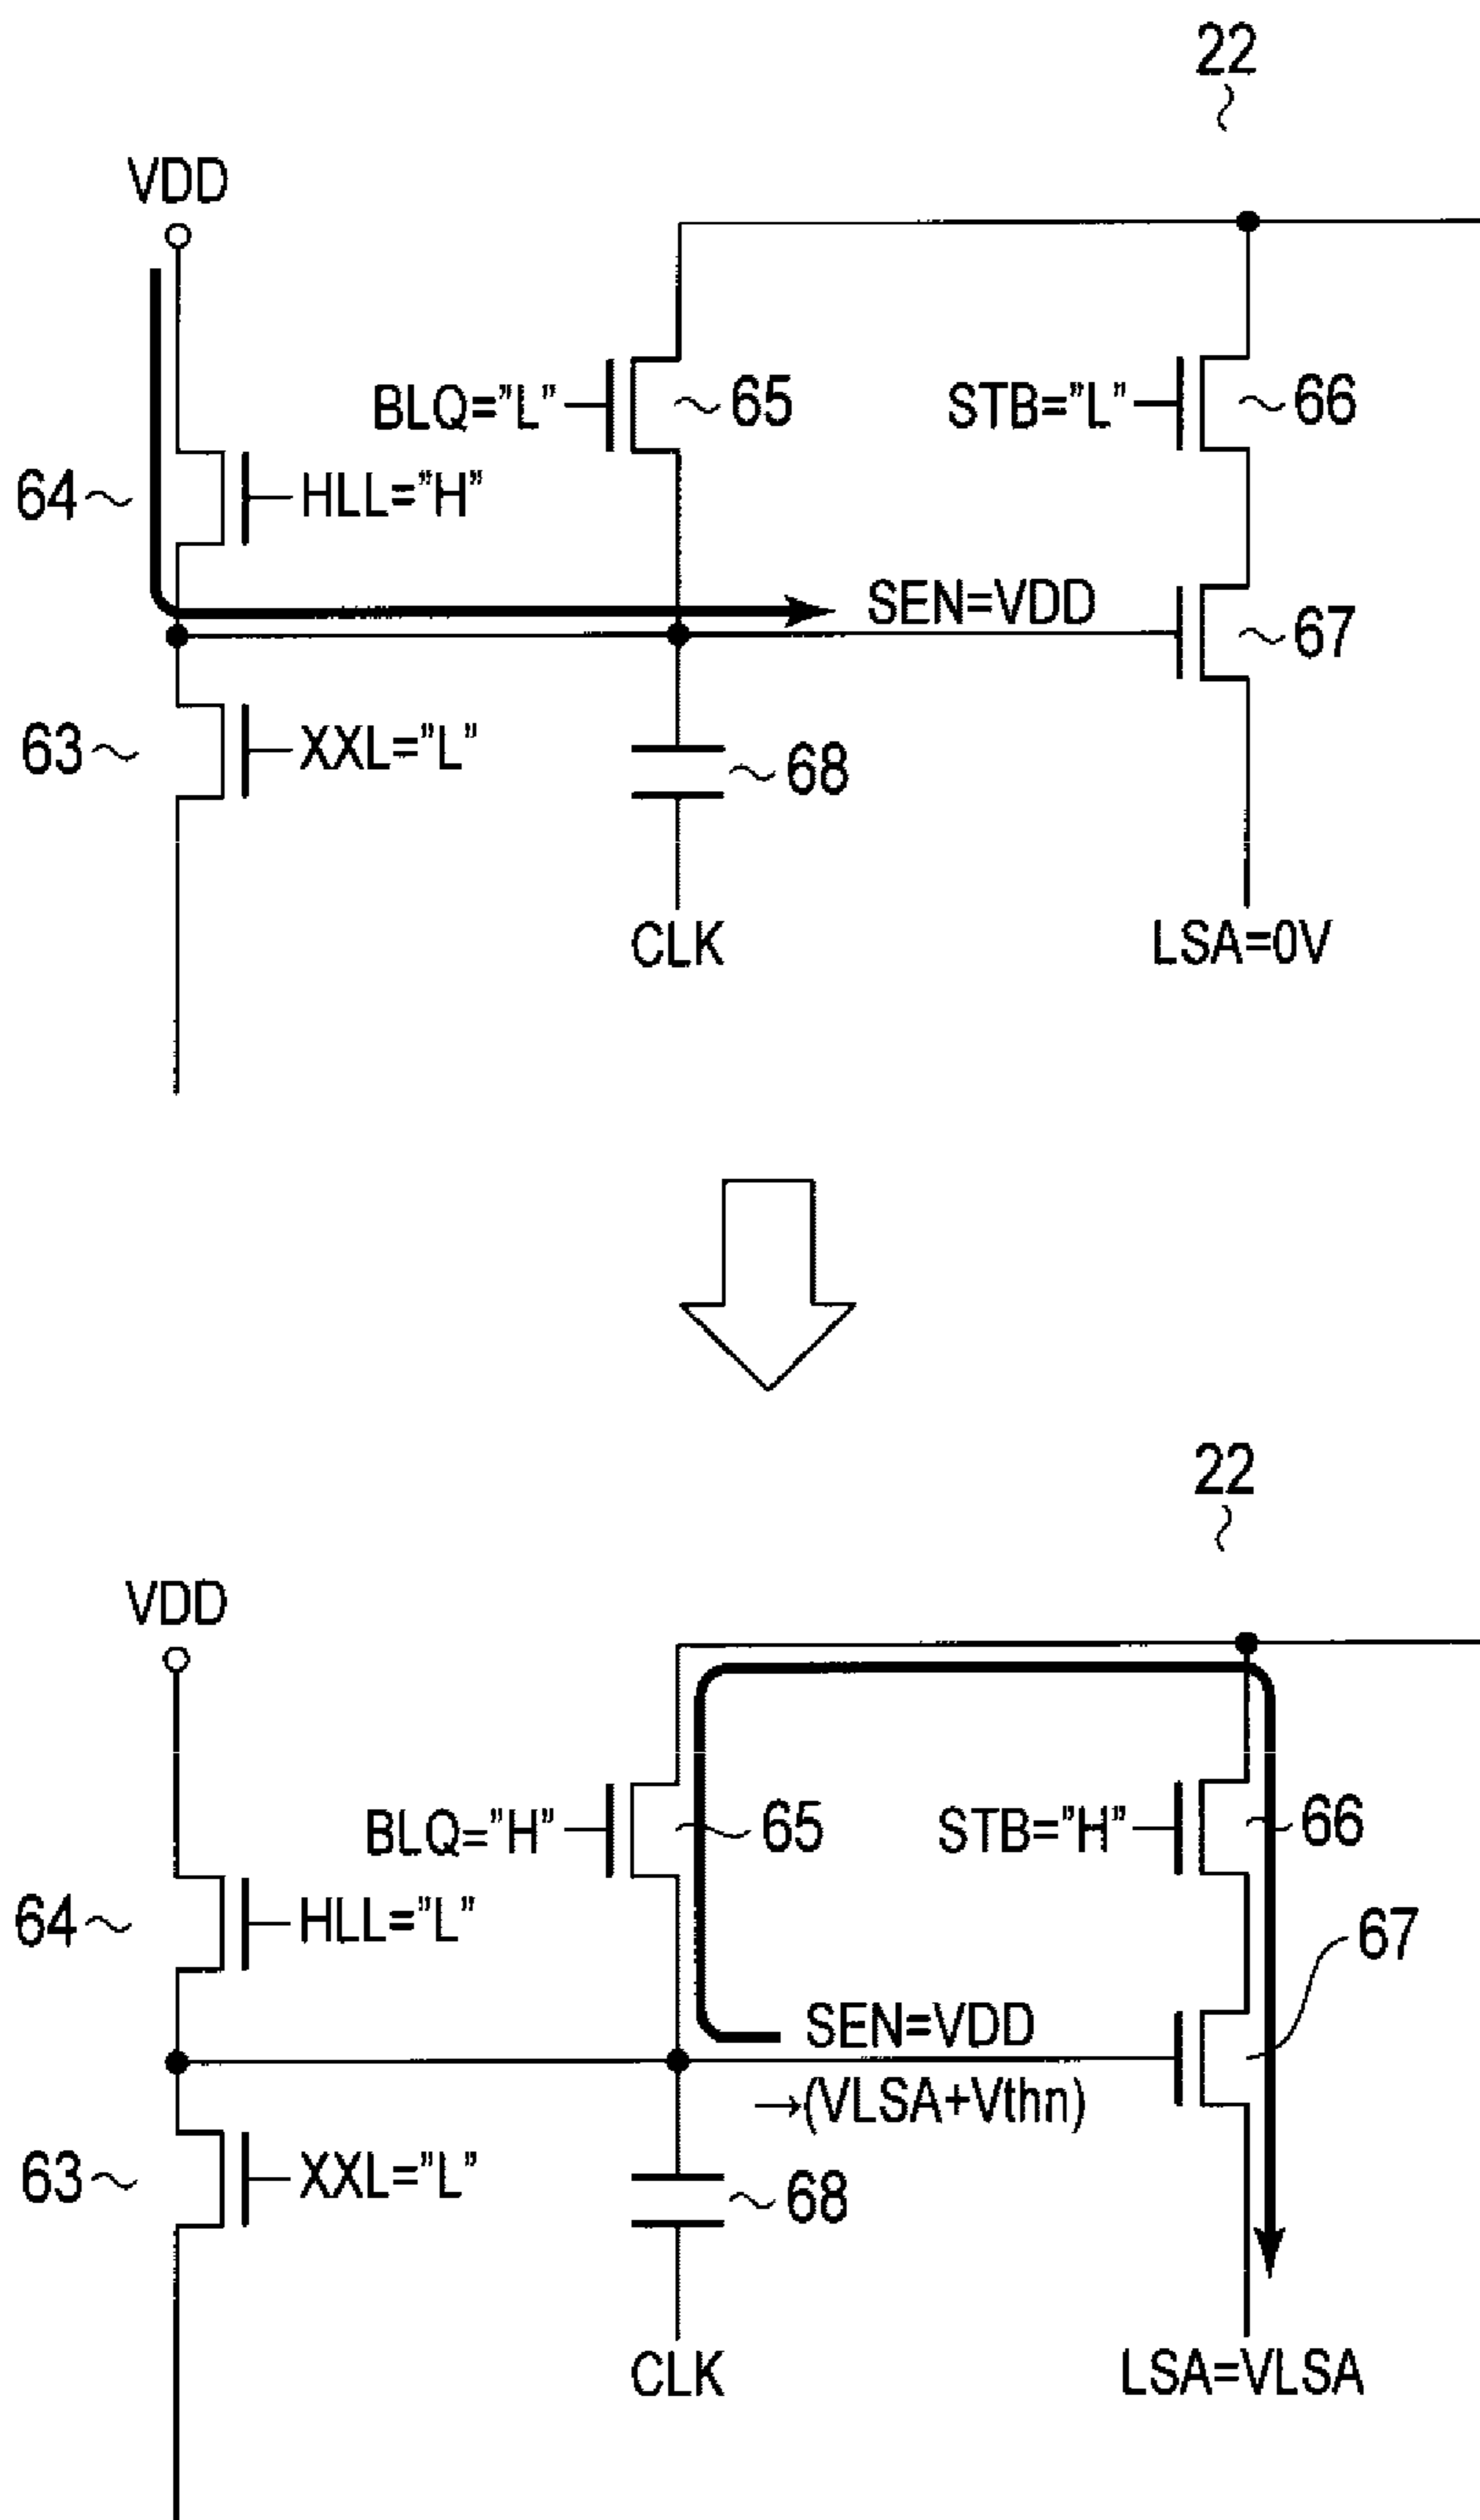 22
VDD
BLQ="L"
65
STB="L"
66
64
HLL="H"
SEN=VDD
67
63
XXL="L"
68
CLK
LSA=0V
22
VDD
BLQ="H"
65
STB="H"
66
64
HLL="L"
67
SEN=VDD
→(VLSA+Vthn)
63
XXL="L"
68
CLK
LSA=VLSA